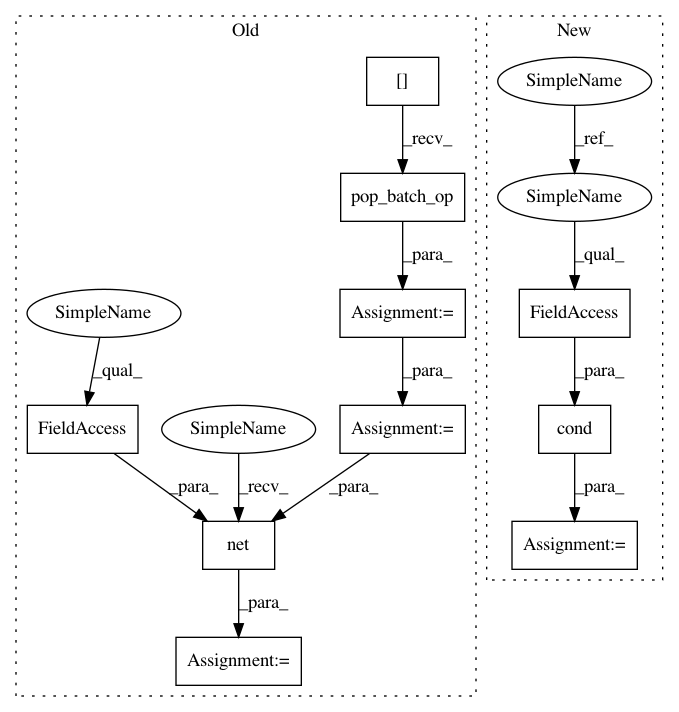 Old
New
[]
SimpleName
_recv_
_ref_
pop_batch_op
SimpleName
_para_
_qual_
SimpleName
Assignment:=
FieldAccess
_qual_
_para_
_para_
FieldAccess
SimpleName
Assignment:=
cond
_para_
_recv_
_para_
_para_
net
Assignment:=
_para_
Assignment:=